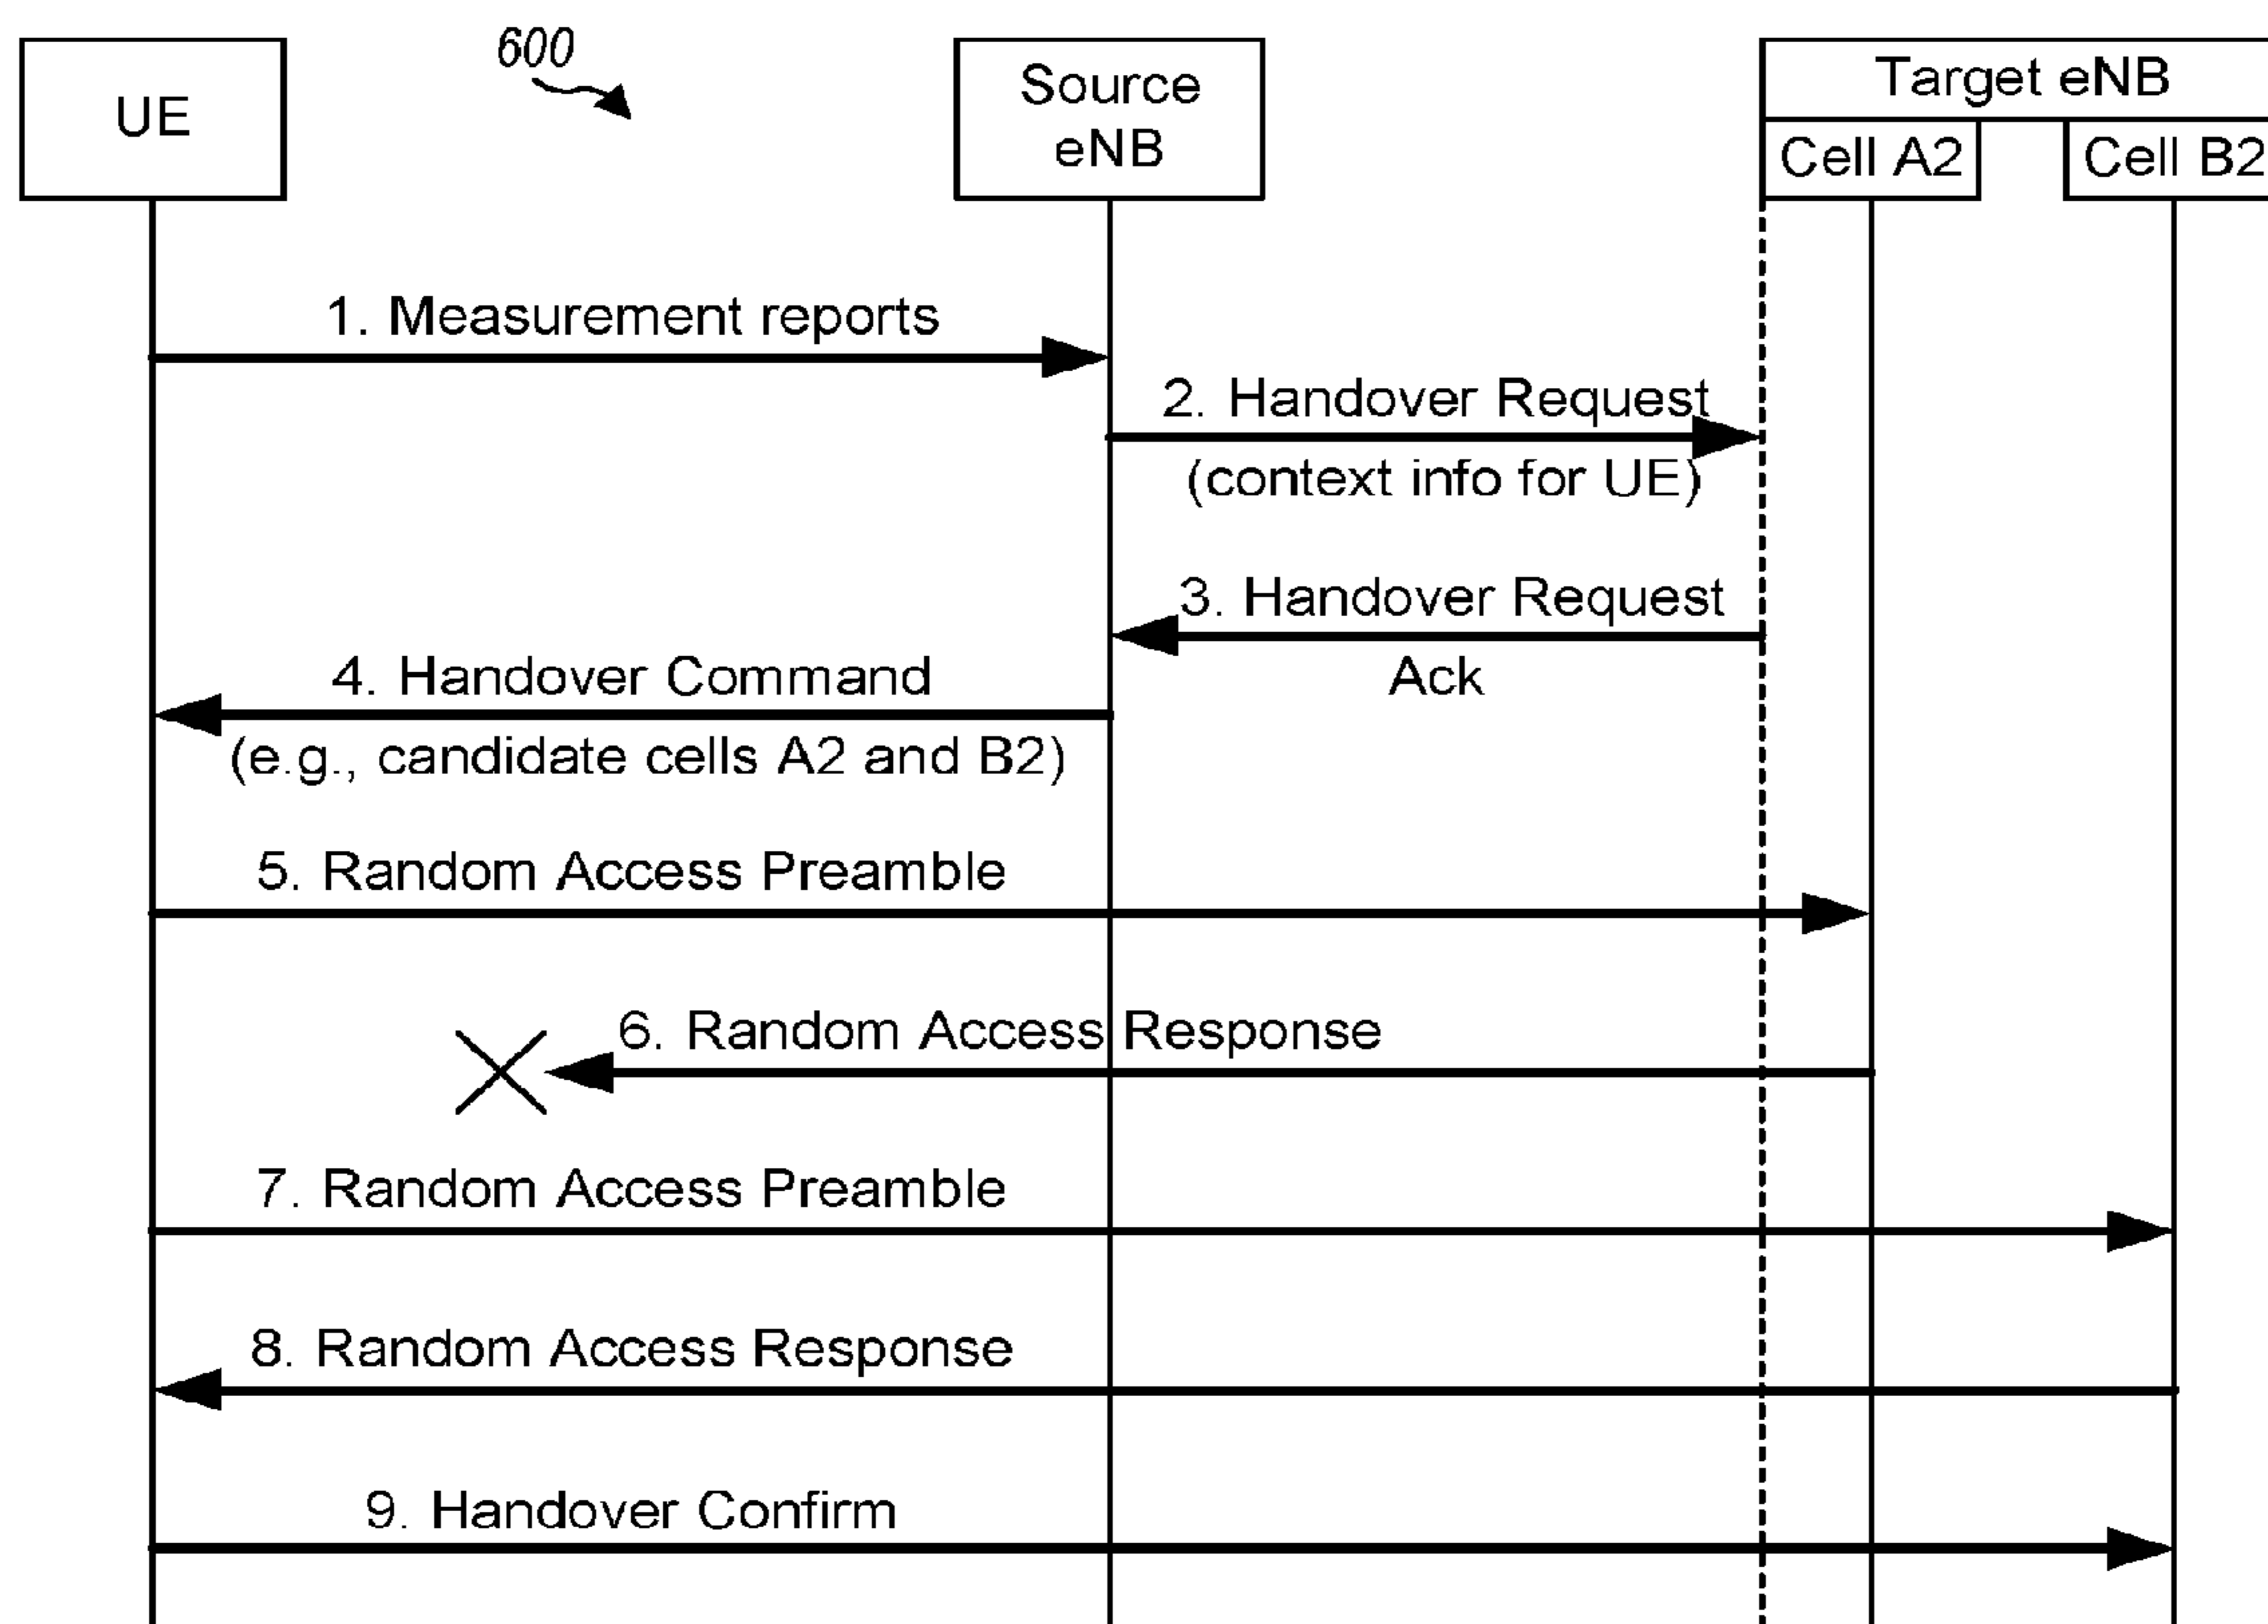 600
UE
Source
eNB
Target eNB
Cell A2
Cell B2
1. Measurement reports
2. Handover Request
(context info for UE)
3. Handover Request
Ack
4. Handover Command
(e.g., candidate cells A2 and B2)
5. Random Access Preamble
6. Random Access Response
7. Random Access Preamble
8. Random Access Response
9. Handover Confirm